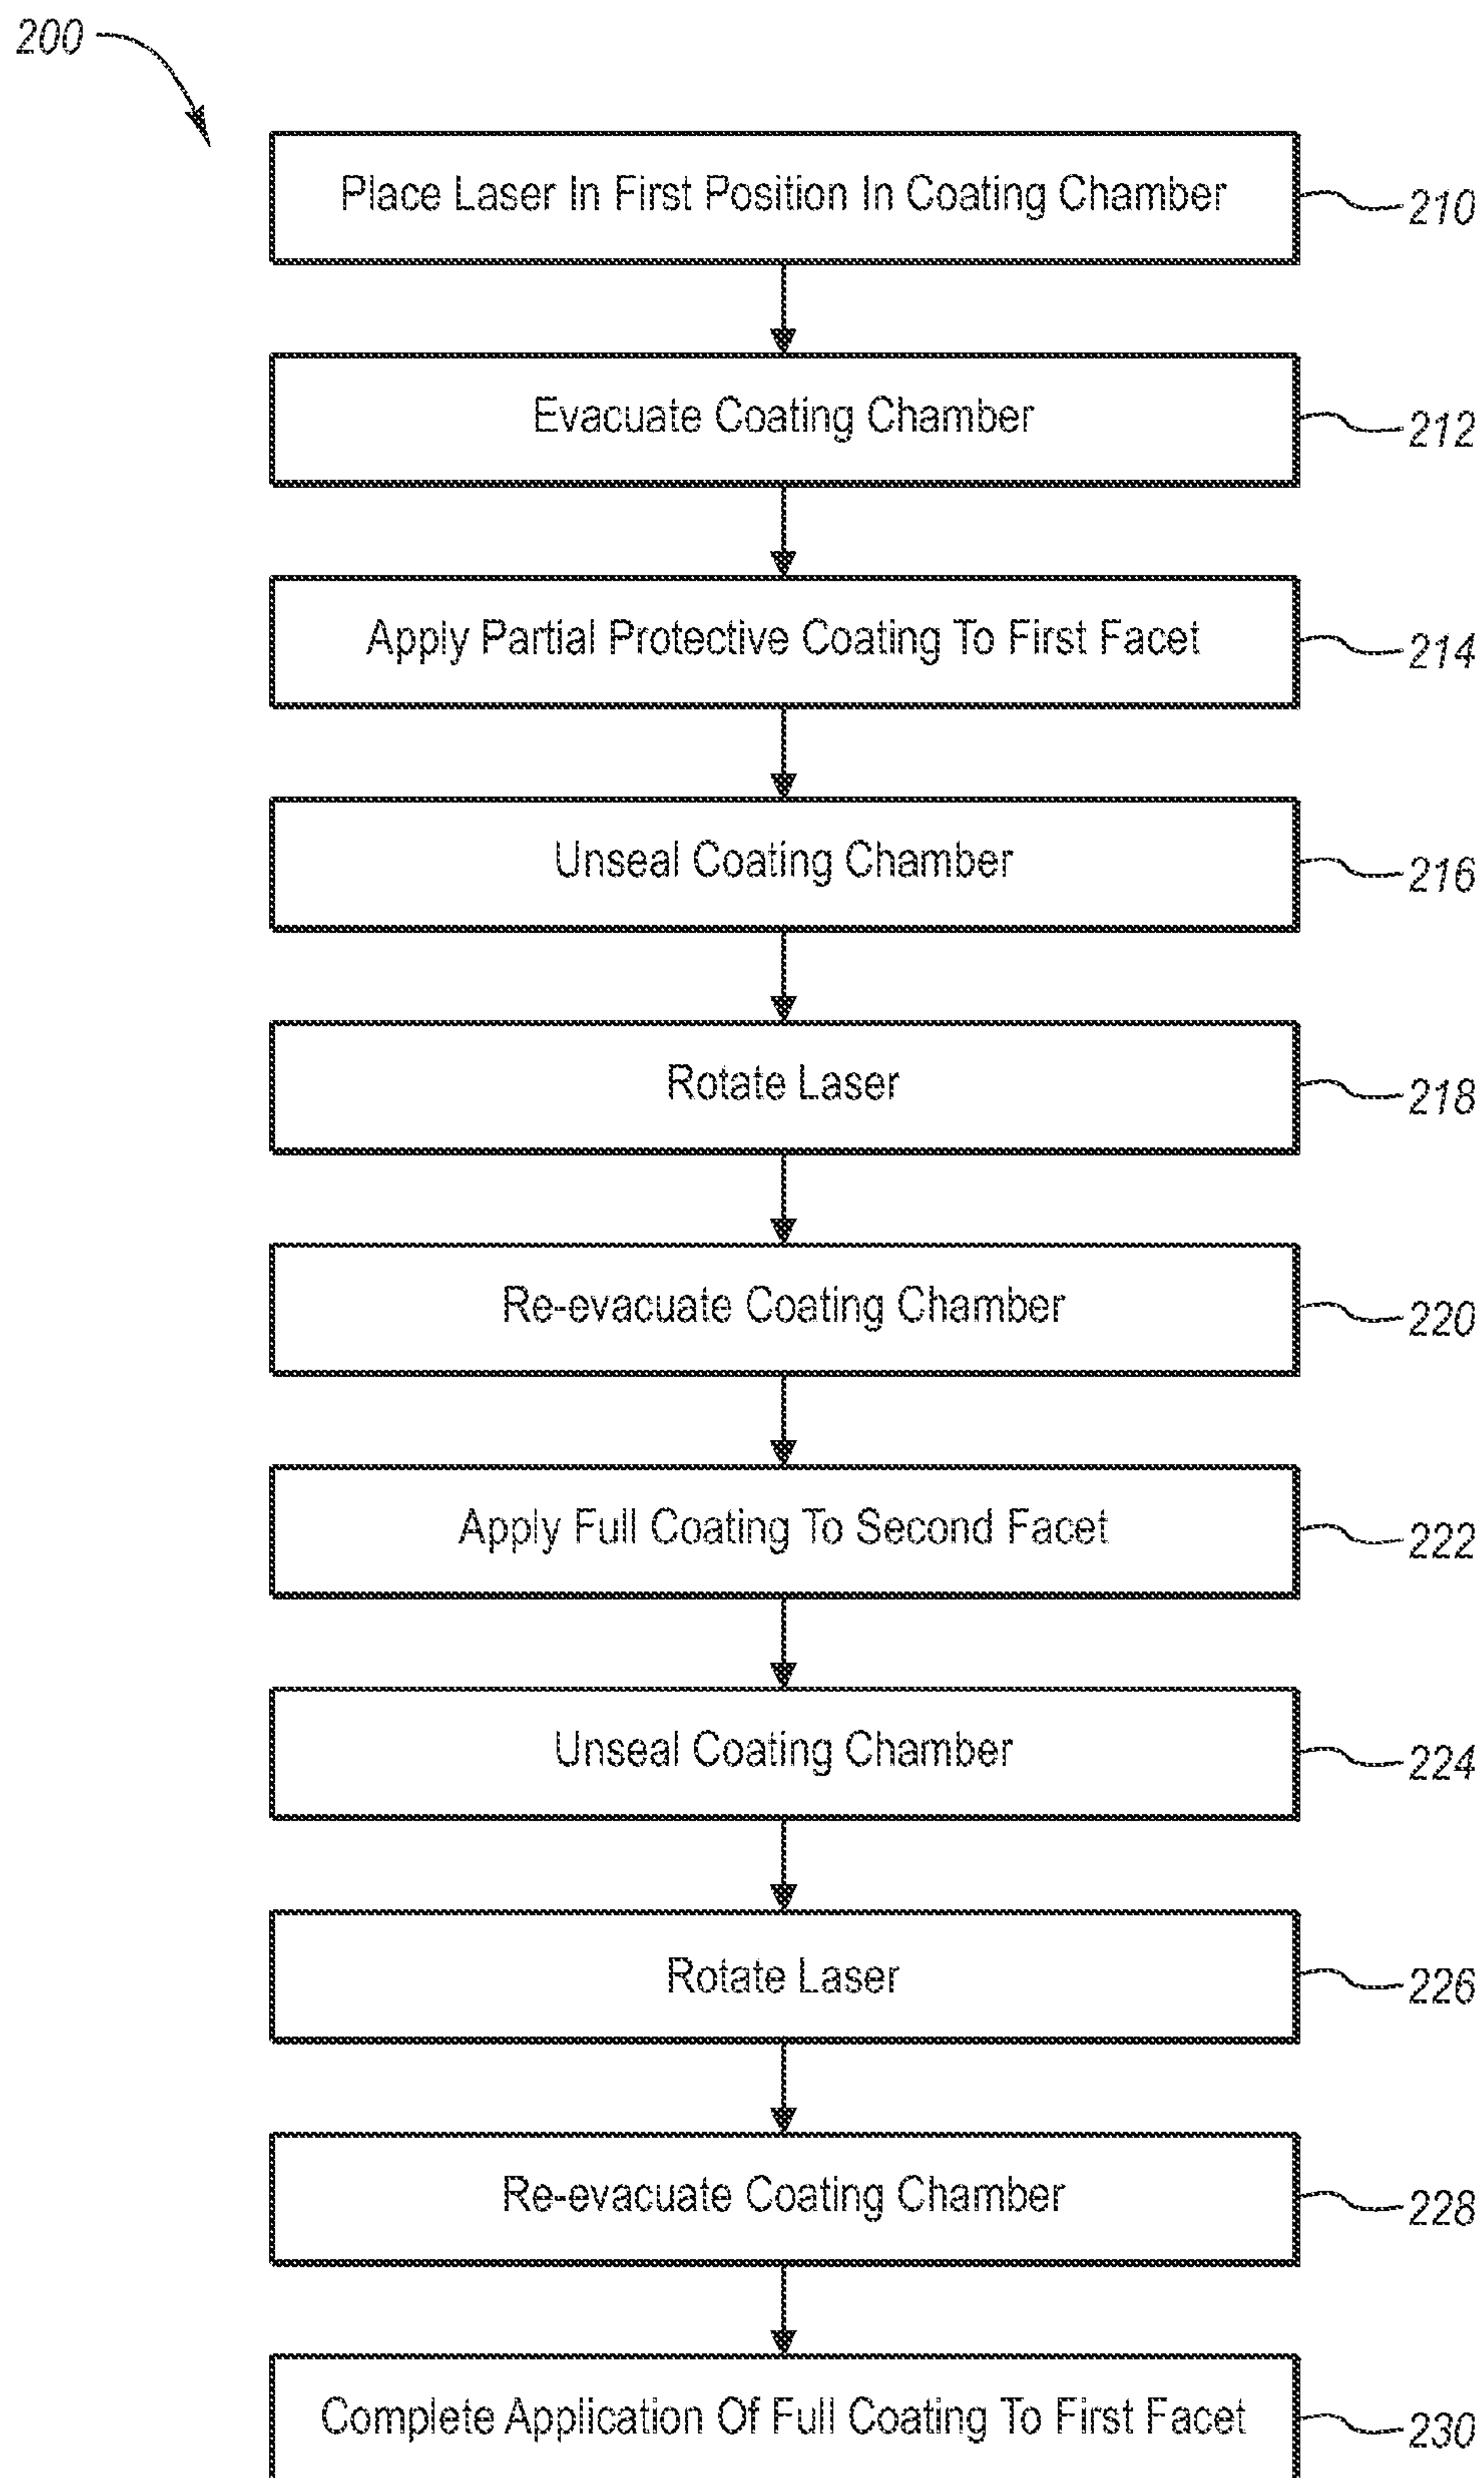 200
Place Laser In First Position In Coating Chamber
210
Evacuate Coating Chamber
212
Apply Partial Protective Coating To First Facet
214
Unseal Coating Chamber
216
Rotate Laser
218
Re-evacuate Coating Chamber
220
Apply Full Coating To Second Facet
222
Unseal Coating Chamber
224
Rotate Laser
226
Re-evacuate Coating Chamber
228
Complete Application Of Full Coating To First Facet
230